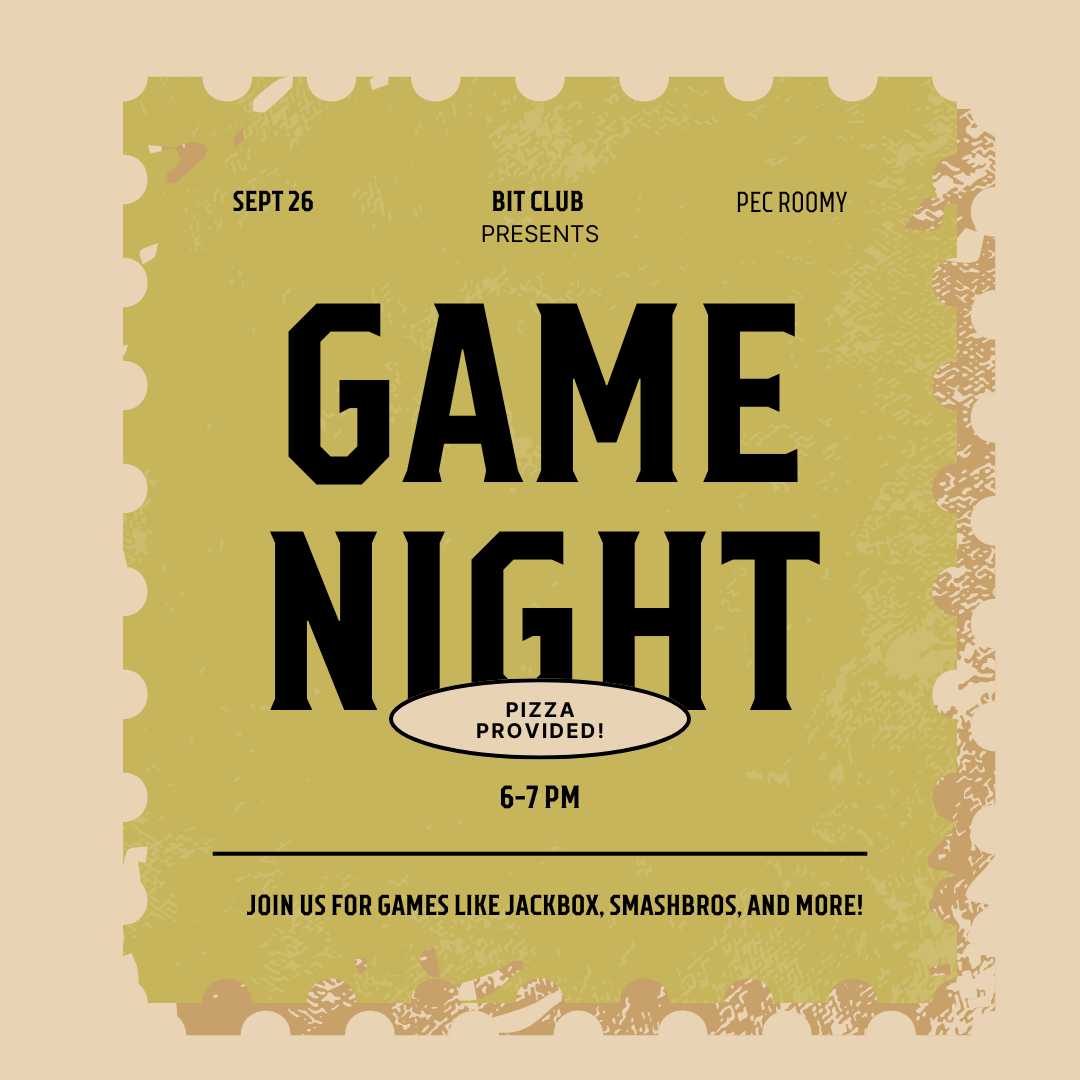 SEPT 26
BIT CLUB
PRESENTS
PEC ROOMY
GAME
NIGHT
PIZZA
PROVIDED!
6-7 PM
JOIN US FOR GAMES LIKE JACKBOX, SMASHBROS, AND MORE!